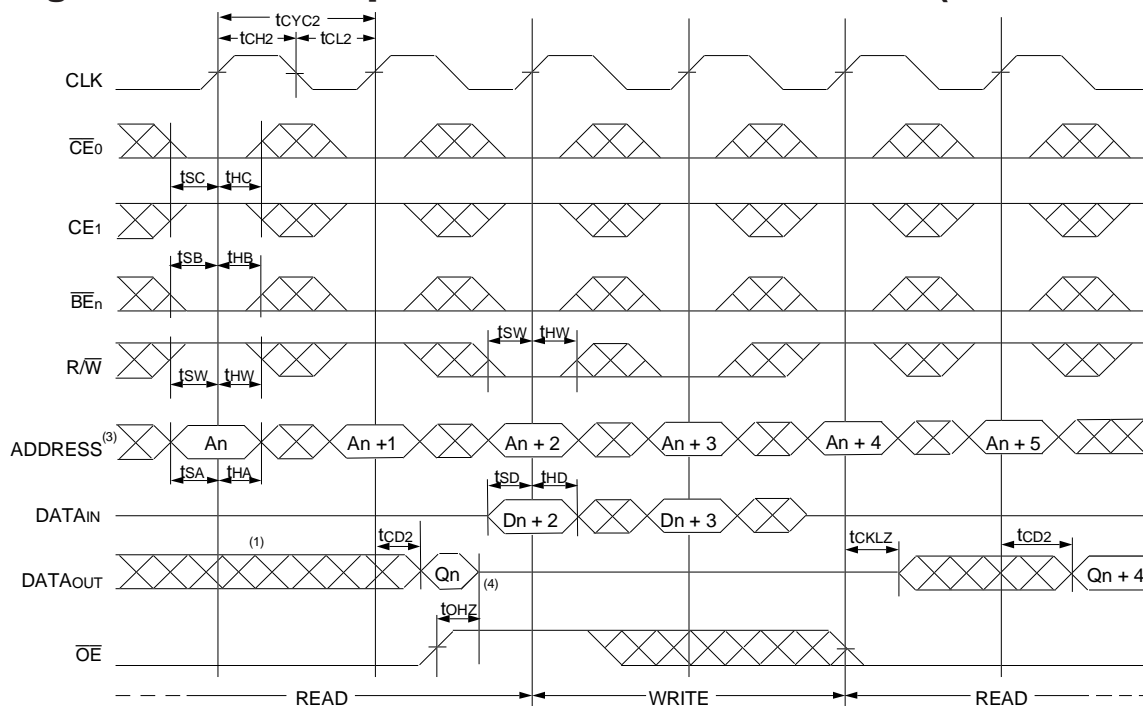 tCYC2
tCH2 tCL2
CLK
CE0
tSC tHC
CE1
tSB tHB
BEn
tSW tHW
R/W
tSW tHW
ADDRESS(3) An An +1 An + 2 An + 3 An + 4 An + 5
tSA tHA tSD tHD
DATAIN Dn + 2 Dn + 3
(1) tCD2 tCKLZ tCD2
DATAOUT Qn (4) Qn + 4
tOHZ
OE
READ WRITE READ